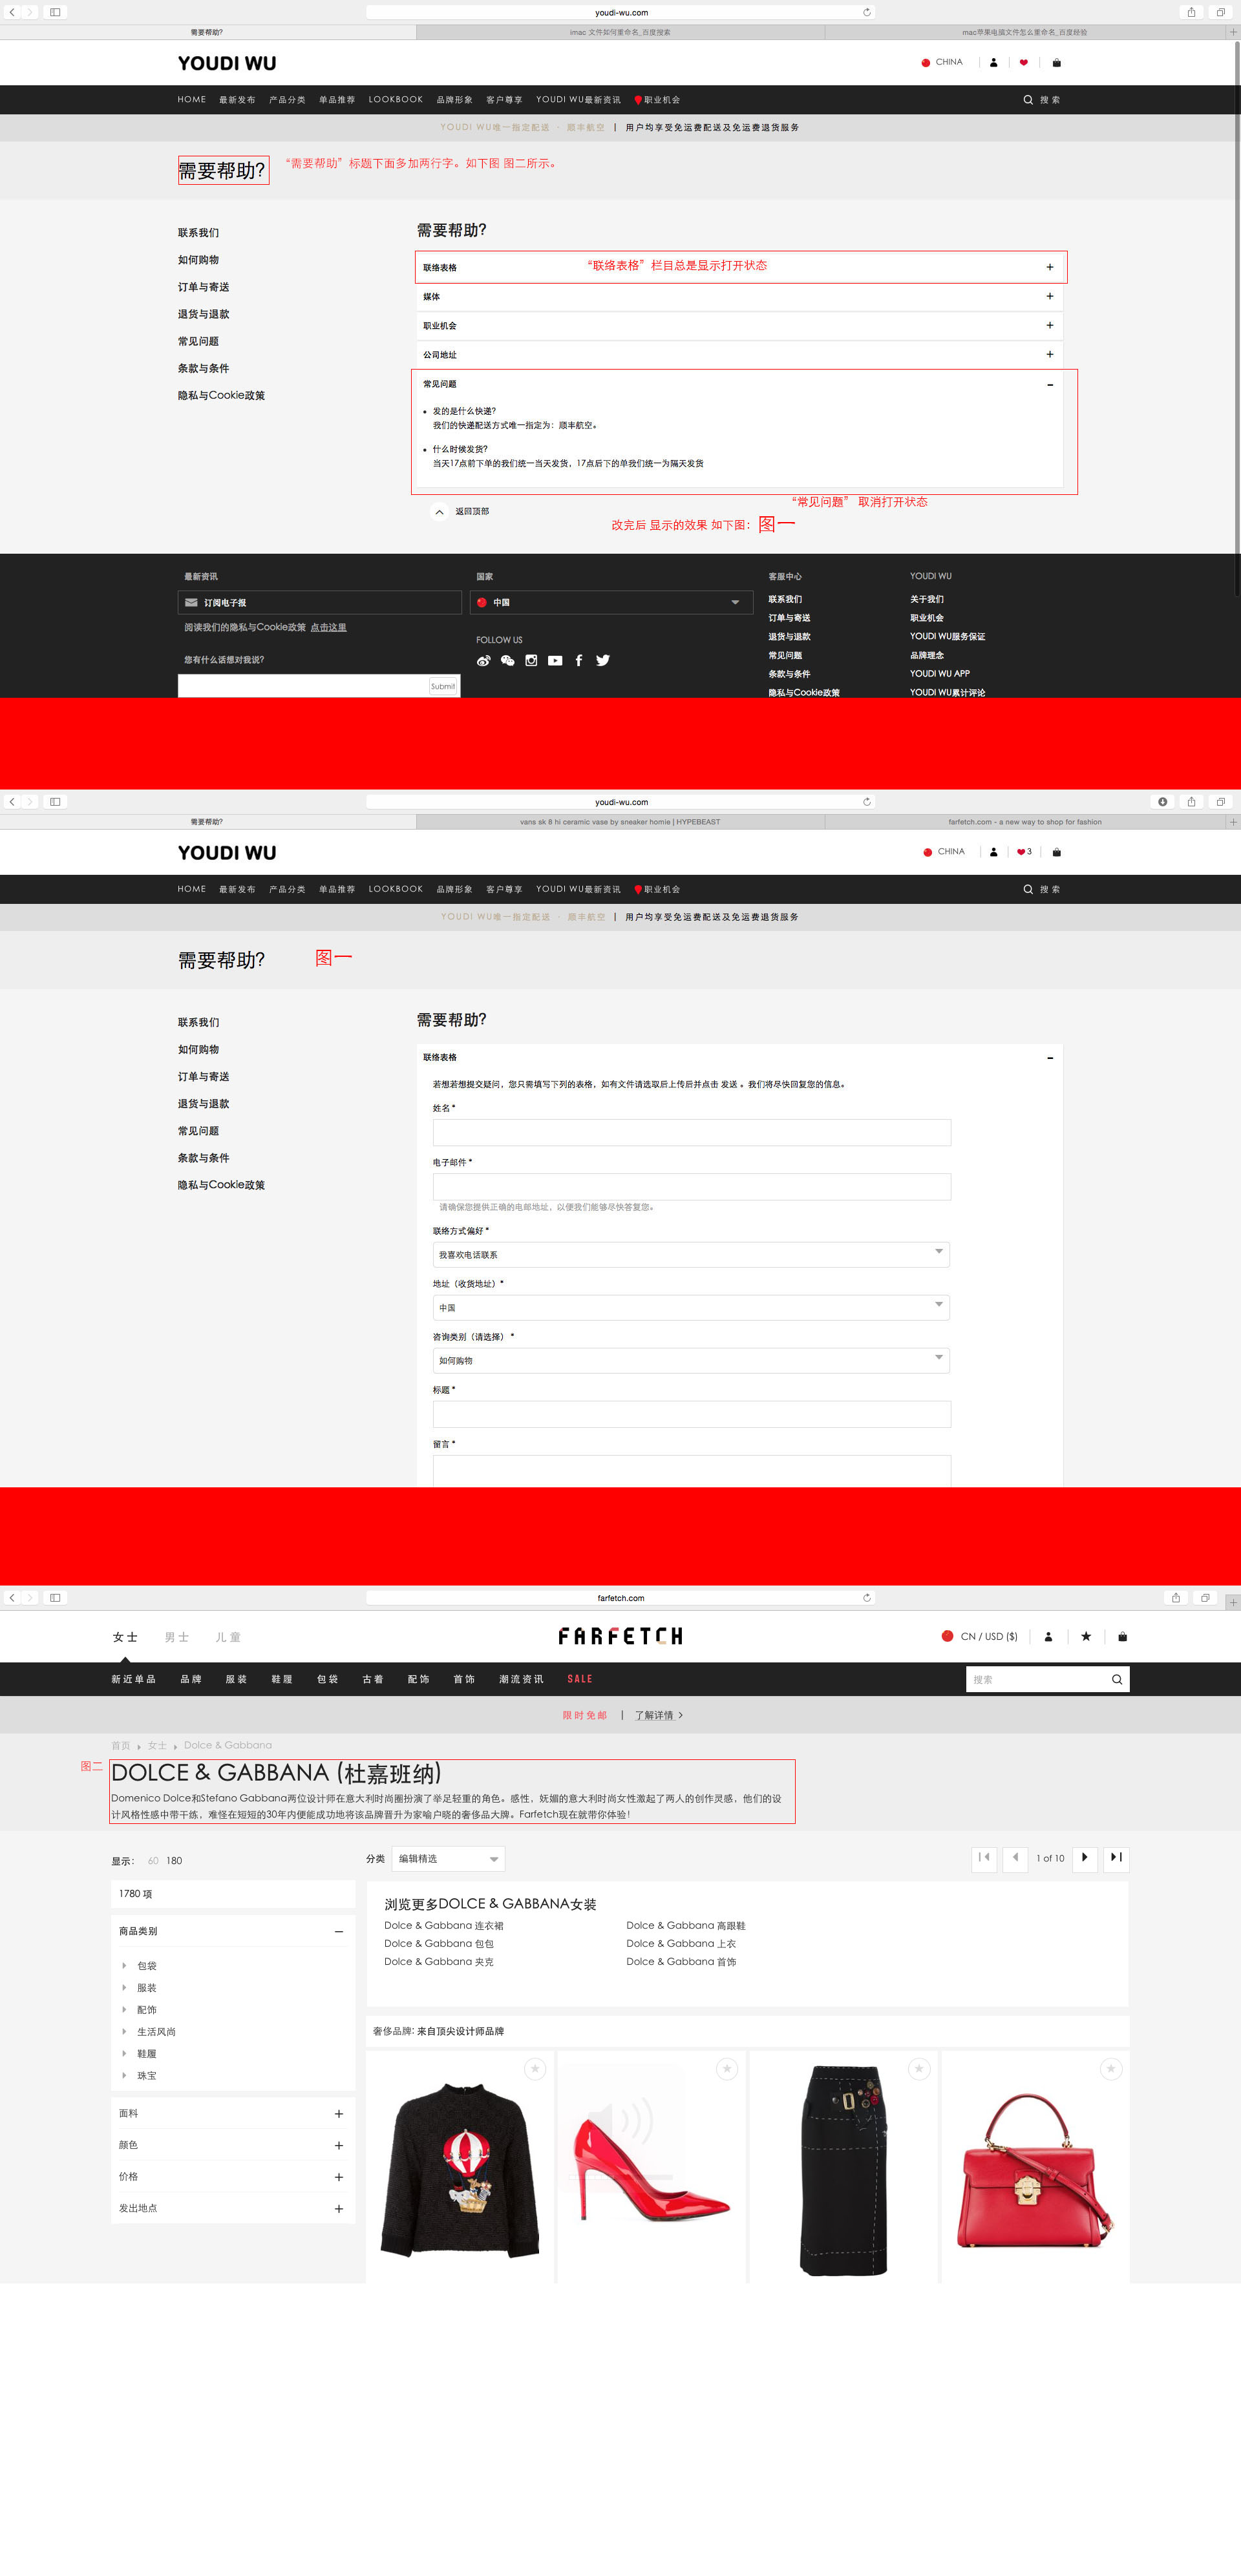 youdi-wu.com
需要帮助?
imac 文件如何重命名_百度搜索
mac苹果电脑文件怎么重命名_百度经验
YOUDI WU
CHINA
HOME 最新发布 产品分类 单品推荐 LOOKBOOK 品牌形象 客户尊享 YOUDI WU最新资讯 职业机会 搜索
YOUDI WU唯一指定配送 · 顺丰航空 | 用户均享受免运费配送及免运费退货服务
需要帮助?
“需要帮助”标题下面多加两行字。如下图 图二所示。
联系我们
如何购物
订单与寄送
退货与退款
常见问题
条款与条件
隐私与Cookie政策
需要帮助?
联络表格
“联络表格”栏目总是显示打开状态
媒体
职业机会
公司地址
常见问题
发的是什么快递?
我们的快递配送方式唯一指定为：顺丰航空。
什么时候发货?
当天17点前下单的我们统一当天发货，17点后下的单我们统一为隔天发货
“常见问题” 取消打开状态
返回顶部
改完后 显示的效果 如下图：图一
最新资讯
订阅电子报
阅读我们的隐私与Cookie政策 点击这里
您有什么话想对我说?
Submit
国家
中国
FOLLOW US
客服中心
联系我们
订单与寄送
退货与退款
常见问题
条款与条件
隐私与Cookie政策
YOUDI WU
关于我们
职业机会
YOUDI WU服务保证
品牌理念
YOUDI WU APP
YOUDI WU累计评论
youdi-wu.com
需要帮助?
vans sk 8 hi ceramic vase by sneaker homie | HYPEBEAST
farfetch.com - a new way to shop for fashion
YOUDI WU
CHINA
3
HOME 最新发布 产品分类 单品推荐 LOOKBOOK 品牌形象 客户尊享 YOUDI WU最新资讯 职业机会 搜索
YOUDI WU唯一指定配送 · 顺丰航空 | 用户均享受免运费配送及免运费退货服务
需要帮助?
图一
联系我们
如何购物
订单与寄送
退货与退款
常见问题
条款与条件
隐私与Cookie政策
需要帮助?
联络表格
若想若想提交疑问，您只需填写下列的表格，如有文件请选取后上传后并点击 发送 。我们将尽快回复您的信息。
姓名 *
电子邮件 *
请确保您提供正确的电邮地址，以便我们能够尽快答复您。
联络方式偏好 *
我喜欢电话联系
地址（收货地址）*
中国
咨询类别（请选择） *
如何购物
标题 *
留言 *
farfetch.com
女士 男士 儿童
FARFETCH
CN / USD ($)
新近单品 品牌 服装 鞋履 包袋 古着 配饰 首饰 潮流资讯 SALE
搜索
限时免邮 | 了解详情
首页 女士 Dolce & Gabbana
图二
DOLCE & GABBANA (杜嘉班纳)
Domenico Dolce和Stefano Gabbana两位设计师在意大利时尚圈扮演了举足轻重的角色。感性，妩媚的意大利时尚女性激起了两人的创作灵感，他们的设
计风格性感中带干练，难怪在短短的30年内便能成功地将该品牌晋升为家喻户晓的奢侈品大牌。Farfetch现在就带你体验！
显示： 60 180
分类 编辑精选
1 of 10
1780 項
商品类别
包袋
服装
配饰
生活风尚
鞋履
珠宝
面料
颜色
价格
发出地点
浏览更多DOLCE & GABBANA女装
Dolce & Gabbana 连衣裙
Dolce & Gabbana 高跟鞋
Dolce & Gabbana 包包
Dolce & Gabbana 上衣
Dolce & Gabbana 夹克
Dolce & Gabbana 首饰
奢侈品牌: 来自顶尖设计师品牌